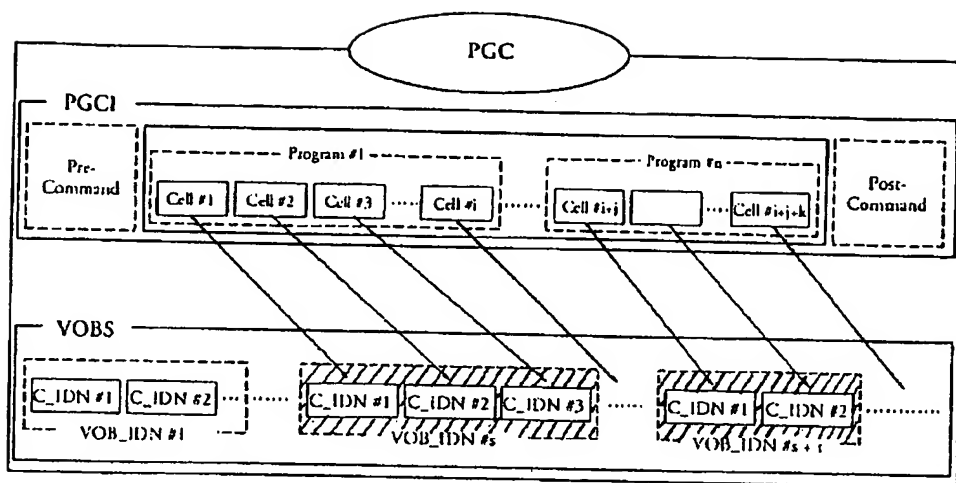 PGC
PGCI
Pre-
Command
Program #1
Cell #1
Cell #2
Cell #3
Cell #i
Program #n
Cell #i+j
Cell #i+j+k
Post-
Command
VOBS
C_IDN #1
C_IDN #2
VOB_IDN #1
C_IDN #1
C_IDN #2
C_IDN #3
VOB_IDN #s
C_IDN #1
C_IDN #2
VOB_IDN #s + t